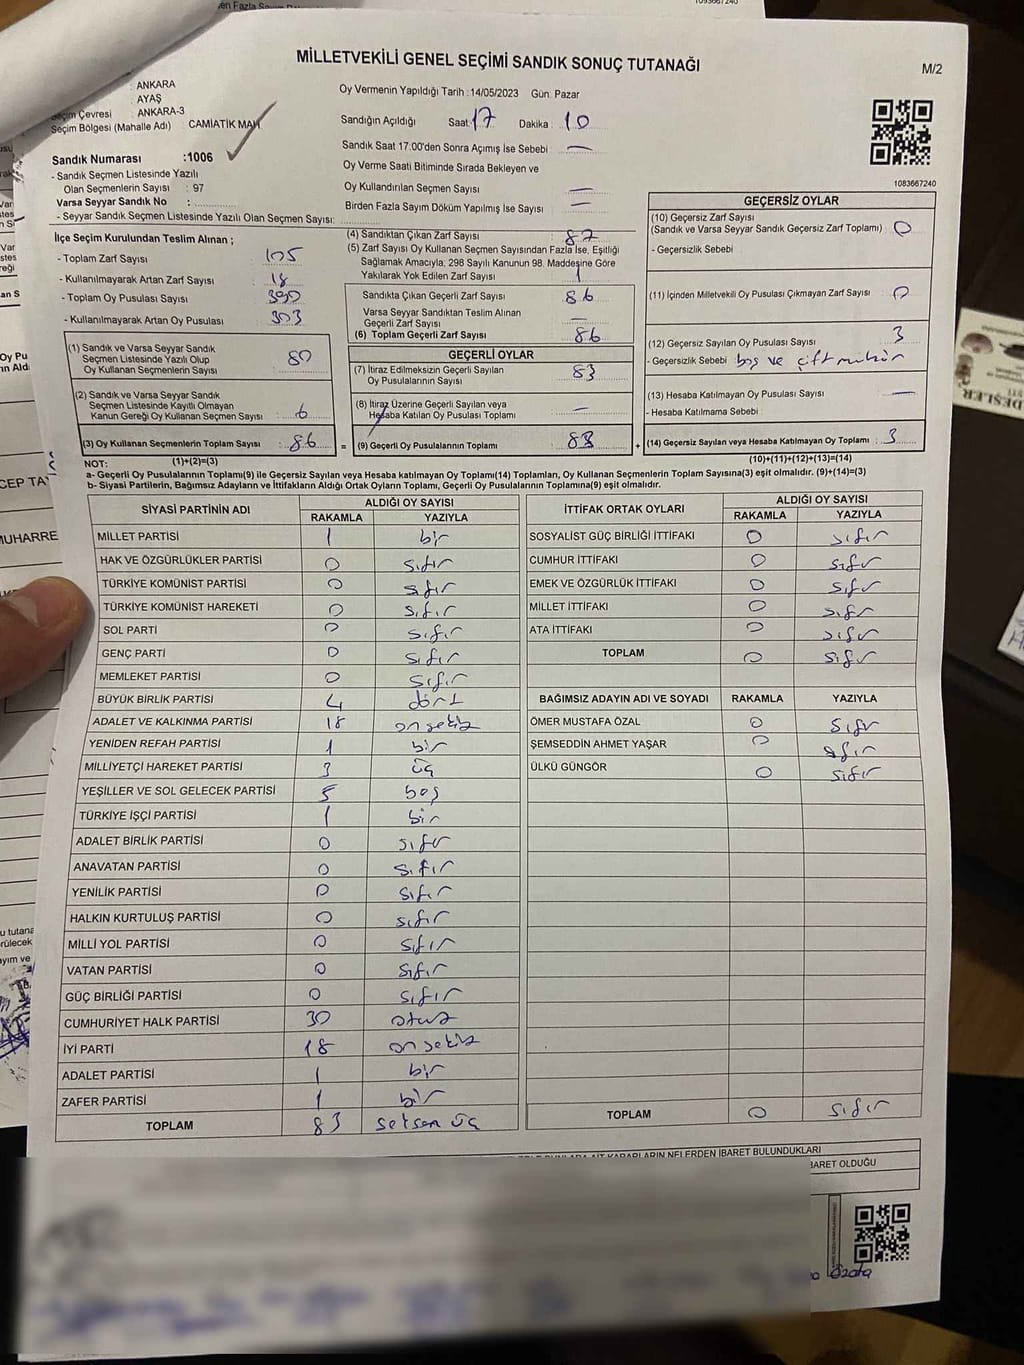 den Fazla
1093667240
MİLLETVEKİLİ GENEL SEÇİMİ SANDIK SONUÇ TUTANAĞI
M/2
: ANKARA
AYAŞ
Seçim Çevresi : ANKARA-3
Seçim Bölgesi (Mahalle Adı) CAMİATİK MAH
Sandık Numarası :1006
- Sandık Seçmen Listesinde Yazılı
Olan Seçmenlerin Sayısı : 97
Varsa Seyyar Sandık No :
- Seyyar Sandık Seçmen Listesinde Yazılı Olan Seçmen Sayısı:
Oy Vermenin Yapıldığı Tarih :14/05/2023 Gün: Pazar
Sandığın Açıldığı Saat: 17 Dakika : 10
Sandık Saat 17:00'den Sonra Açımış İse Sebebi : —
Oy Verme Saati Bitiminde Sırada Bekleyen ve
Oy Kullandırılan Seçmen Sayısı —
Birden Fazla Sayım Döküm Yapılmış İse Sayısı —
1083667240
İlçe Seçim Kurulundan Teslim Alınan ;
- Toplam Zarf Sayısı : 105
- Kullanılmayarak Artan Zarf Sayısı : 18
- Toplam Oy Pusulası Sayısı : 390
- Kullanılmayarak Artan Oy Pusulası : 303
(1) Sandık ve Varsa Seyyar Sandık
Seçmen Listesinde Yazılı Olup
Oy Kullanan Seçmenlerin Sayısı : 80
(2) Sandık ve Varsa Seyyar Sandık
Seçmen Listesinde Kayıtlı Olmayan
Kanun Gereği Oy Kullanan Seçmen Sayısı : 6
(3) Oy Kullanan Seçmenlerin Toplam Sayısı : 86 =
(1)+(2)=(3)
(4) Sandıktan Çıkan Zarf Sayısı : 87
(5) Zarf Sayısı Oy Kullanan Seçmen Sayısından Fazla İse, Eşitliği
Sağlamak Amacıyla; 298 Sayılı Kanunun 98. Maddesine Göre
Yakılarak Yok Edilen Zarf Sayısı 1
Sandıkta Çıkan Geçerli Zarf Sayısı : 86
Varsa Seyyar Sandıktan Teslim Alınan
Geçerli Zarf Sayısı : —
(6) Toplam Geçerli Zarf Sayısı : 86
GEÇERLİ OYLAR
(7) İtiraz Edilmeksizin Geçerli Sayılan
Oy Pusulalarının Sayısı : 83
(8) İtiraz Üzerine Geçerli Sayılan veya
Hesaba Katılan Oy Pusulası Toplamı : —
(9) Geçerli Oy Pusulalarının Toplamı : 83 +
GEÇERSİZ OYLAR
(10) Geçersiz Zarf Sayısı
(Sandık ve Varsa Seyyar Sandık Geçersiz Zarf Toplamı) : 0
- Geçersizlik Sebebi
(11) İçinden Milletvekili Oy Pusulası Çıkmayan Zarf Sayısı : 0
(12) Geçersiz Sayılan Oy Pusulası Sayısı : 3
- Geçersizlik Sebebi : boş ve çift mühür
(13) Hesaba Katılmayan Oy Pusulası Sayısı : —
- Hesaba Katılmama Sebebi :
(14) Geçersiz Sayılan veya Hesaba Katılmayan Oy Toplamı : 3
(10)+(11)+(12)+(13)=(14)
NOT:
a- Geçerli Oy Pusulalarının Toplamı(9) ile Geçersiz Sayılan veya Hesaba katılmayan Oy Toplamı(14) Toplamları, Oy Kullanan Seçmenlerin Toplam Sayısına(3) eşit olmalıdır. (9)+(14)=(3)
b- Siyasi Partilerin, Bağımsız Adayların ve İttifakların Aldığı Ortak Oyların Toplamı, Geçerli Oy Pusulalarının Toplamına(9) eşit olmalıdır.
SİYASİ PARTİNİN ADI ALDIĞI OY SAYISI
RAKAMLA YAZIYLA
MİLLET PARTİSİ 1 bir
HAK VE ÖZGÜRLÜKLER PARTİSİ 0 sıfır
TÜRKİYE KOMÜNİST PARTİSİ 0 sıfır
TÜRKİYE KOMÜNİST HAREKETİ 0 sıfır
SOL PARTİ 0 sıfır
GENÇ PARTİ 0 sıfır
MEMLEKET PARTİSİ 0 sıfır
BÜYÜK BİRLİK PARTİSİ 4 dört
ADALET VE KALKINMA PARTİSİ 18 onsekiz
YENİDEN REFAH PARTİSİ 1 bir
MİLLİYETÇİ HAREKET PARTİSİ 3 üç
YEŞİLLER VE SOL GELECEK PARTİSİ 5 beş
TÜRKİYE İŞÇİ PARTİSİ 1 bir
ADALET BİRLİK PARTİSİ 0 sıfır
ANAVATAN PARTİSİ 0 sıfır
YENİLİK PARTİSİ 0 sıfır
HALKIN KURTULUŞ PARTİSİ 0 sıfır
MİLLİ YOL PARTİSİ 0 sıfır
VATAN PARTİSİ 0 sıfır
GÜÇ BİRLİĞİ PARTİSİ 0 sıfır
CUMHURİYET HALK PARTİSİ 30 otuz
İYİ PARTİ 18 onsekiz
ADALET PARTİSİ 1 bir
ZAFER PARTİSİ 1 bir
TOPLAM 83 seksen üç
İTTİFAK ORTAK OYLARI ALDIĞI OY SAYISI
RAKAMLA YAZIYLA
SOSYALİST GÜÇ BİRLİĞİ İTTİFAKI 0 sıfır
CUMHUR İTTİFAKI 0 sıfır
EMEK VE ÖZGÜRLÜK İTTİFAKI 0 sıfır
MİLLET İTTİFAKI 0 sıfır
ATA İTTİFAKI 0 sıfır
TOPLAM 0 sıfır
BAĞIMSIZ ADAYIN ADI VE SOYADI RAKAMLA YAZIYLA
ÖMER MUSTAFA ÖZAL 0 sıfır
ŞEMSEDDİN AHMET YAŞAR 0 sıfır
ÜLKÜ GÜNGÖR 0 sıfır
TOPLAM 0 sıfır
KARARLARIN NELERDEN İBARET BULUNDUKLARI
İBARET OLDUĞU